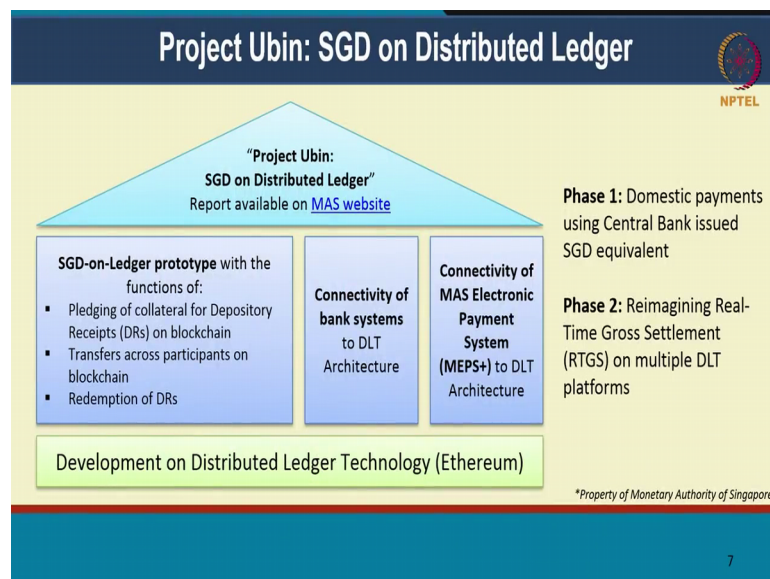 Project Ubin: SGD on Distributed Ledger
NPTEL
“Project Ubin:
SGD on Distributed Ledger”
Report available on MAS website
SGD-on-Ledger prototype with the
functions of:
▪ Pledging of collateral for Depository
Receipts (DRs) on blockchain
▪ Transfers across participants on
blockchain
▪ Redemption of DRs
Connectivity of
bank systems
to DLT
Architecture
Connectivity of
MAS Electronic
Payment
System
(MEPS+) to DLT
Architecture
Development on Distributed Ledger Technology (Ethereum)
Phase 1: Domestic payments
using Central Bank issued
SGD equivalent
Phase 2: Reimagining Real-
Time Gross Settlement
(RTGS) on multiple DLT
platforms
*Property of Monetary Authority of Singapore
7